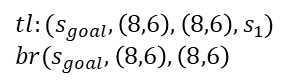 tl: (s_goal, (8,6), (8,6), s_1)
br(s_goal, (8,6), (8,6)